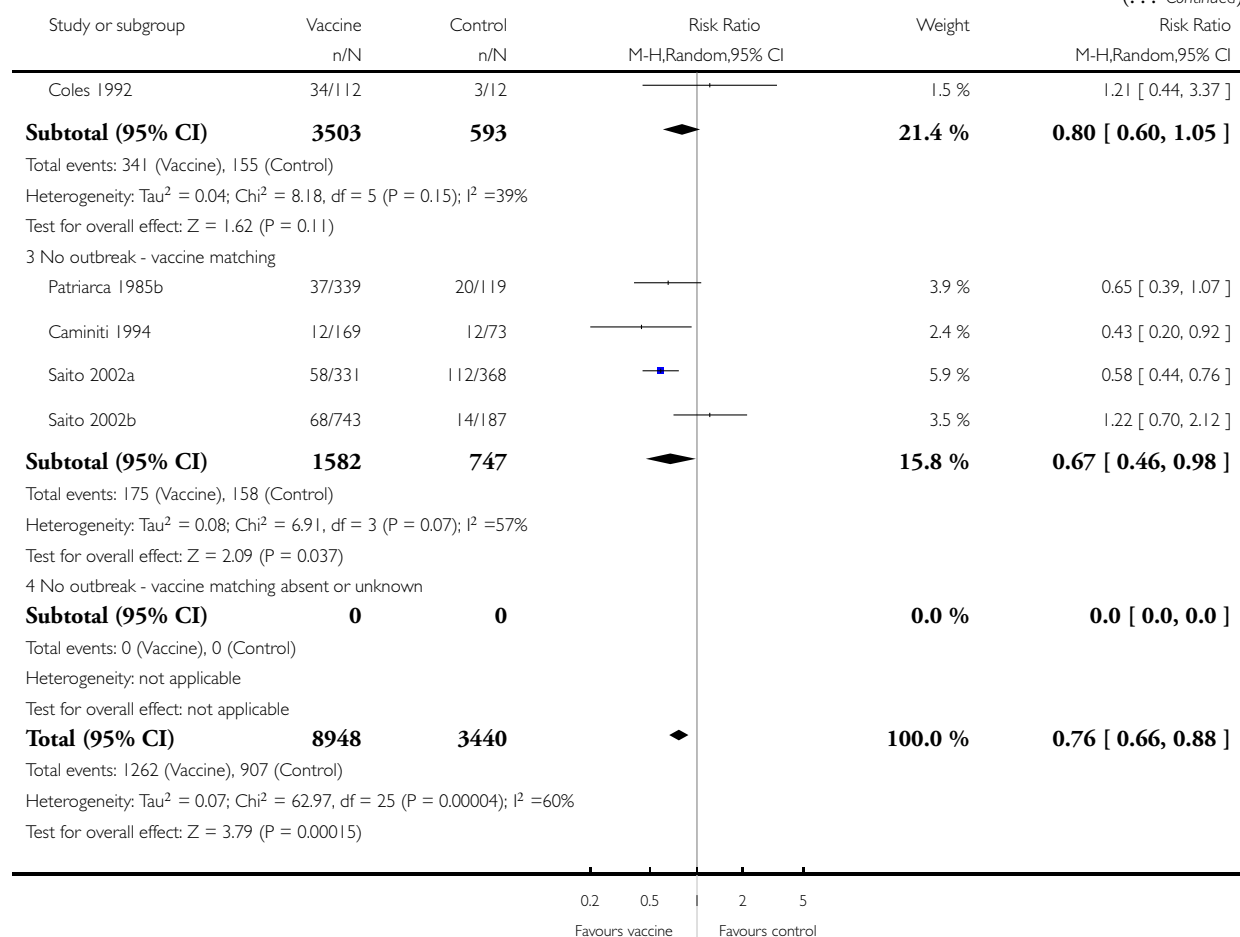 (. . . Continued)
Study or subgroup Vaccine Control Risk Ratio Weight Risk Ratio
n/N n/N M-H,Random,95% CI M-H,Random,95% CI
Coles 1992 34/112 3/12 1.5 % 1.21 [ 0.44, 3.37 ]
Subtotal (95% CI) 3503 593 21.4 % 0.80 [ 0.60, 1.05 ]
Total events: 341 (Vaccine), 155 (Control)
Heterogeneity: Tau² = 0.04; Chi² = 8.18, df = 5 (P = 0.15); I² =39%
Test for overall effect: Z = 1.62 (P = 0.11)
3 No outbreak - vaccine matching
Patriarca 1985b 37/339 20/119 3.9 % 0.65 [ 0.39, 1.07 ]
Caminiti 1994 12/169 12/73 2.4 % 0.43 [ 0.20, 0.92 ]
Saito 2002a 58/331 112/368 5.9 % 0.58 [ 0.44, 0.76 ]
Saito 2002b 68/743 14/187 3.5 % 1.22 [ 0.70, 2.12 ]
Subtotal (95% CI) 1582 747 15.8 % 0.67 [ 0.46, 0.98 ]
Total events: 175 (Vaccine), 158 (Control)
Heterogeneity: Tau² = 0.08; Chi² = 6.91, df = 3 (P = 0.07); I² =57%
Test for overall effect: Z = 2.09 (P = 0.037)
4 No outbreak - vaccine matching absent or unknown
Subtotal (95% CI) 0 0 0.0 % 0.0 [ 0.0, 0.0 ]
Total events: 0 (Vaccine), 0 (Control)
Heterogeneity: not applicable
Test for overall effect: not applicable
Total (95% CI) 8948 3440 100.0 % 0.76 [ 0.66, 0.88 ]
Total events: 1262 (Vaccine), 907 (Control)
Heterogeneity: Tau² = 0.07; Chi² = 62.97, df = 25 (P = 0.00004); I² =60%
Test for overall effect: Z = 3.79 (P = 0.00015)
0.2 0.5 1 2 5
Favours vaccine Favours control